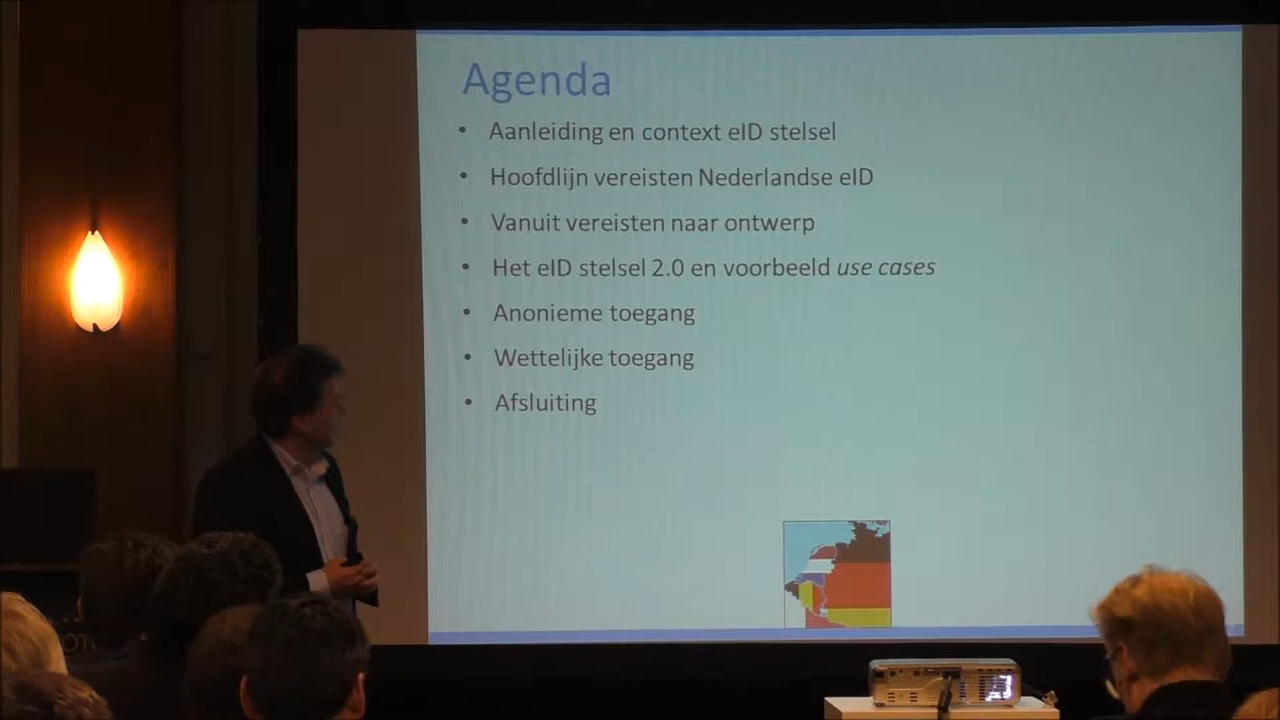 Agenda
• Aanleiding en context eID stelsel
• Hoofdlijn vereisten Nederlandse eID
• Vanuit vereisten naar ontwerp
• Het eID stelsel 2.0 en voorbeeld use cases
• Anonieme toegang
• Wettelijke toegang
• Afsluiting